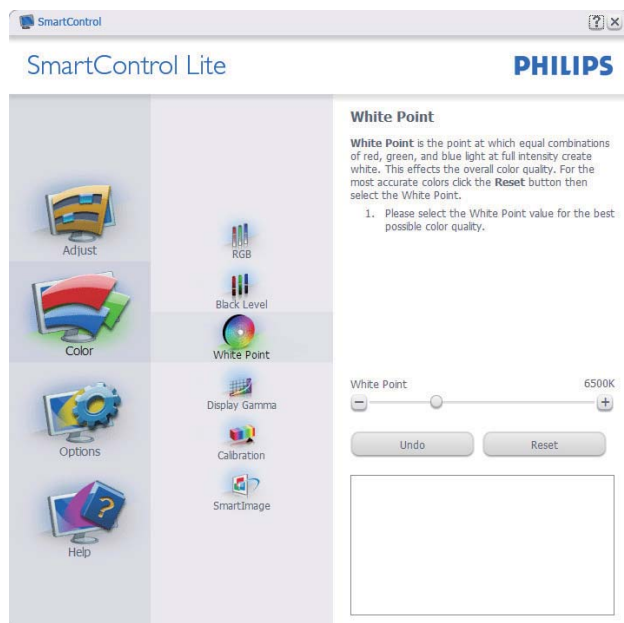 SmartControl
SmartControl Lite
PHILIPS
Adjust
Color
Options
Help
RGB
Black Level
White Point
Display Gamma
Calibration
SmartImage
White Point
White Point is the point at which equal combinations
of red, green, and blue light at full intensity create
white. This effects the overall color quality. For the
most accurate colors click the Reset button then
select the White Point.
1. Please select the White Point value for the best
possible color quality.
White Point 6500K
Undo Reset